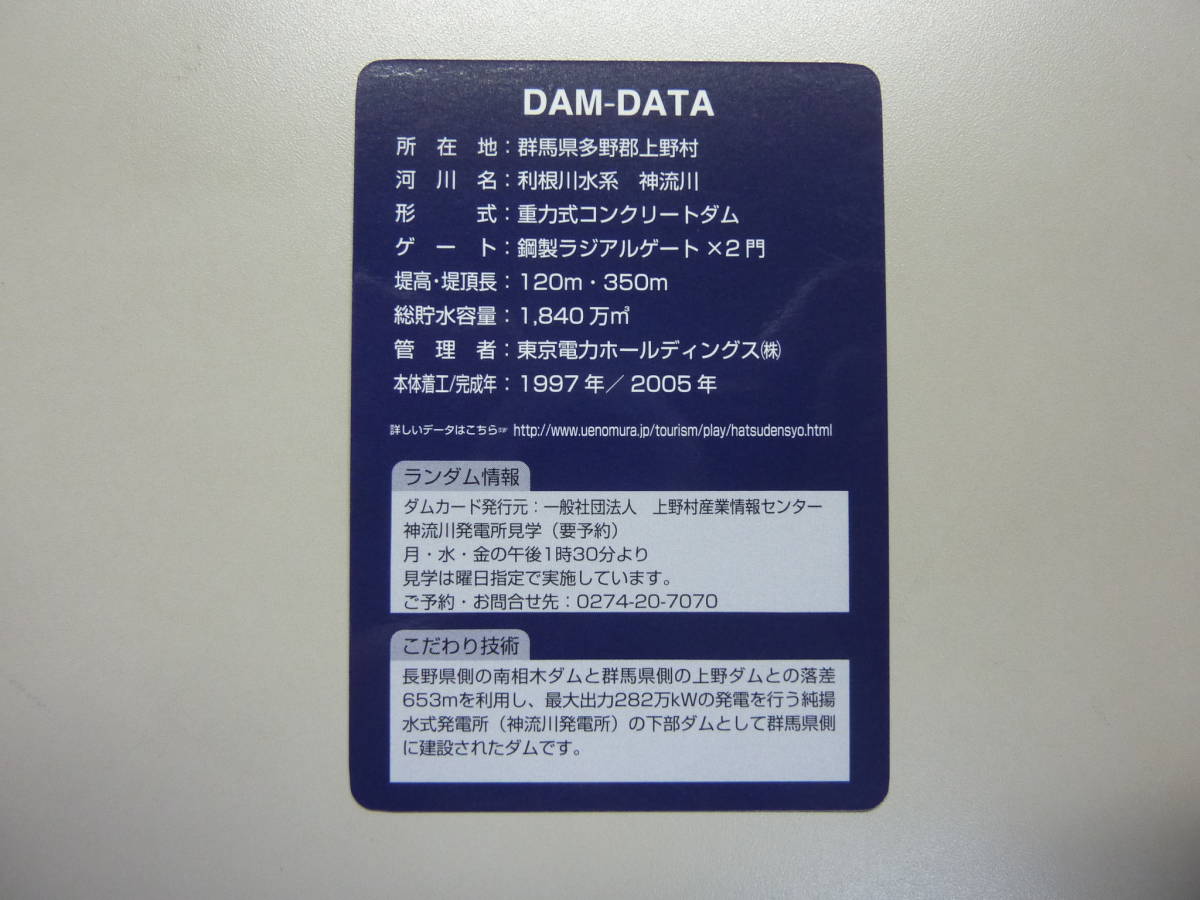 DAM-DATA
所在地：群馬県多野郡上野村
河川名：利根川水系　神流川
形式：重力式コンクリートダム
ゲート：鋼製ラジアルゲート×2門
堤高・堤頂長：120m・350m
総貯水容量：1,840万㎥
管理者：東京電力ホールディングス㈱
本体着工/完成年：1997年／2005年
詳しいデータはこちら☞ http://www.uenomura.jp/tourism/play/hatsudensyo.html
ランダム情報
ダムカード発行元：一般社団法人　上野村産業情報センター
神流川発電所見学（要予約）
月・水・金の午後1時30分より
見学は曜日指定で実施しています。
ご予約・お問合せ先：0274-20-7070
こだわり技術
長野県側の南相木ダムと群馬県側の上野ダムとの落差
653mを利用し、最大出力282万kWの発電を行う純揚
水式発電所（神流川発電所）の下部ダムとして群馬県側
に建設されたダムです。